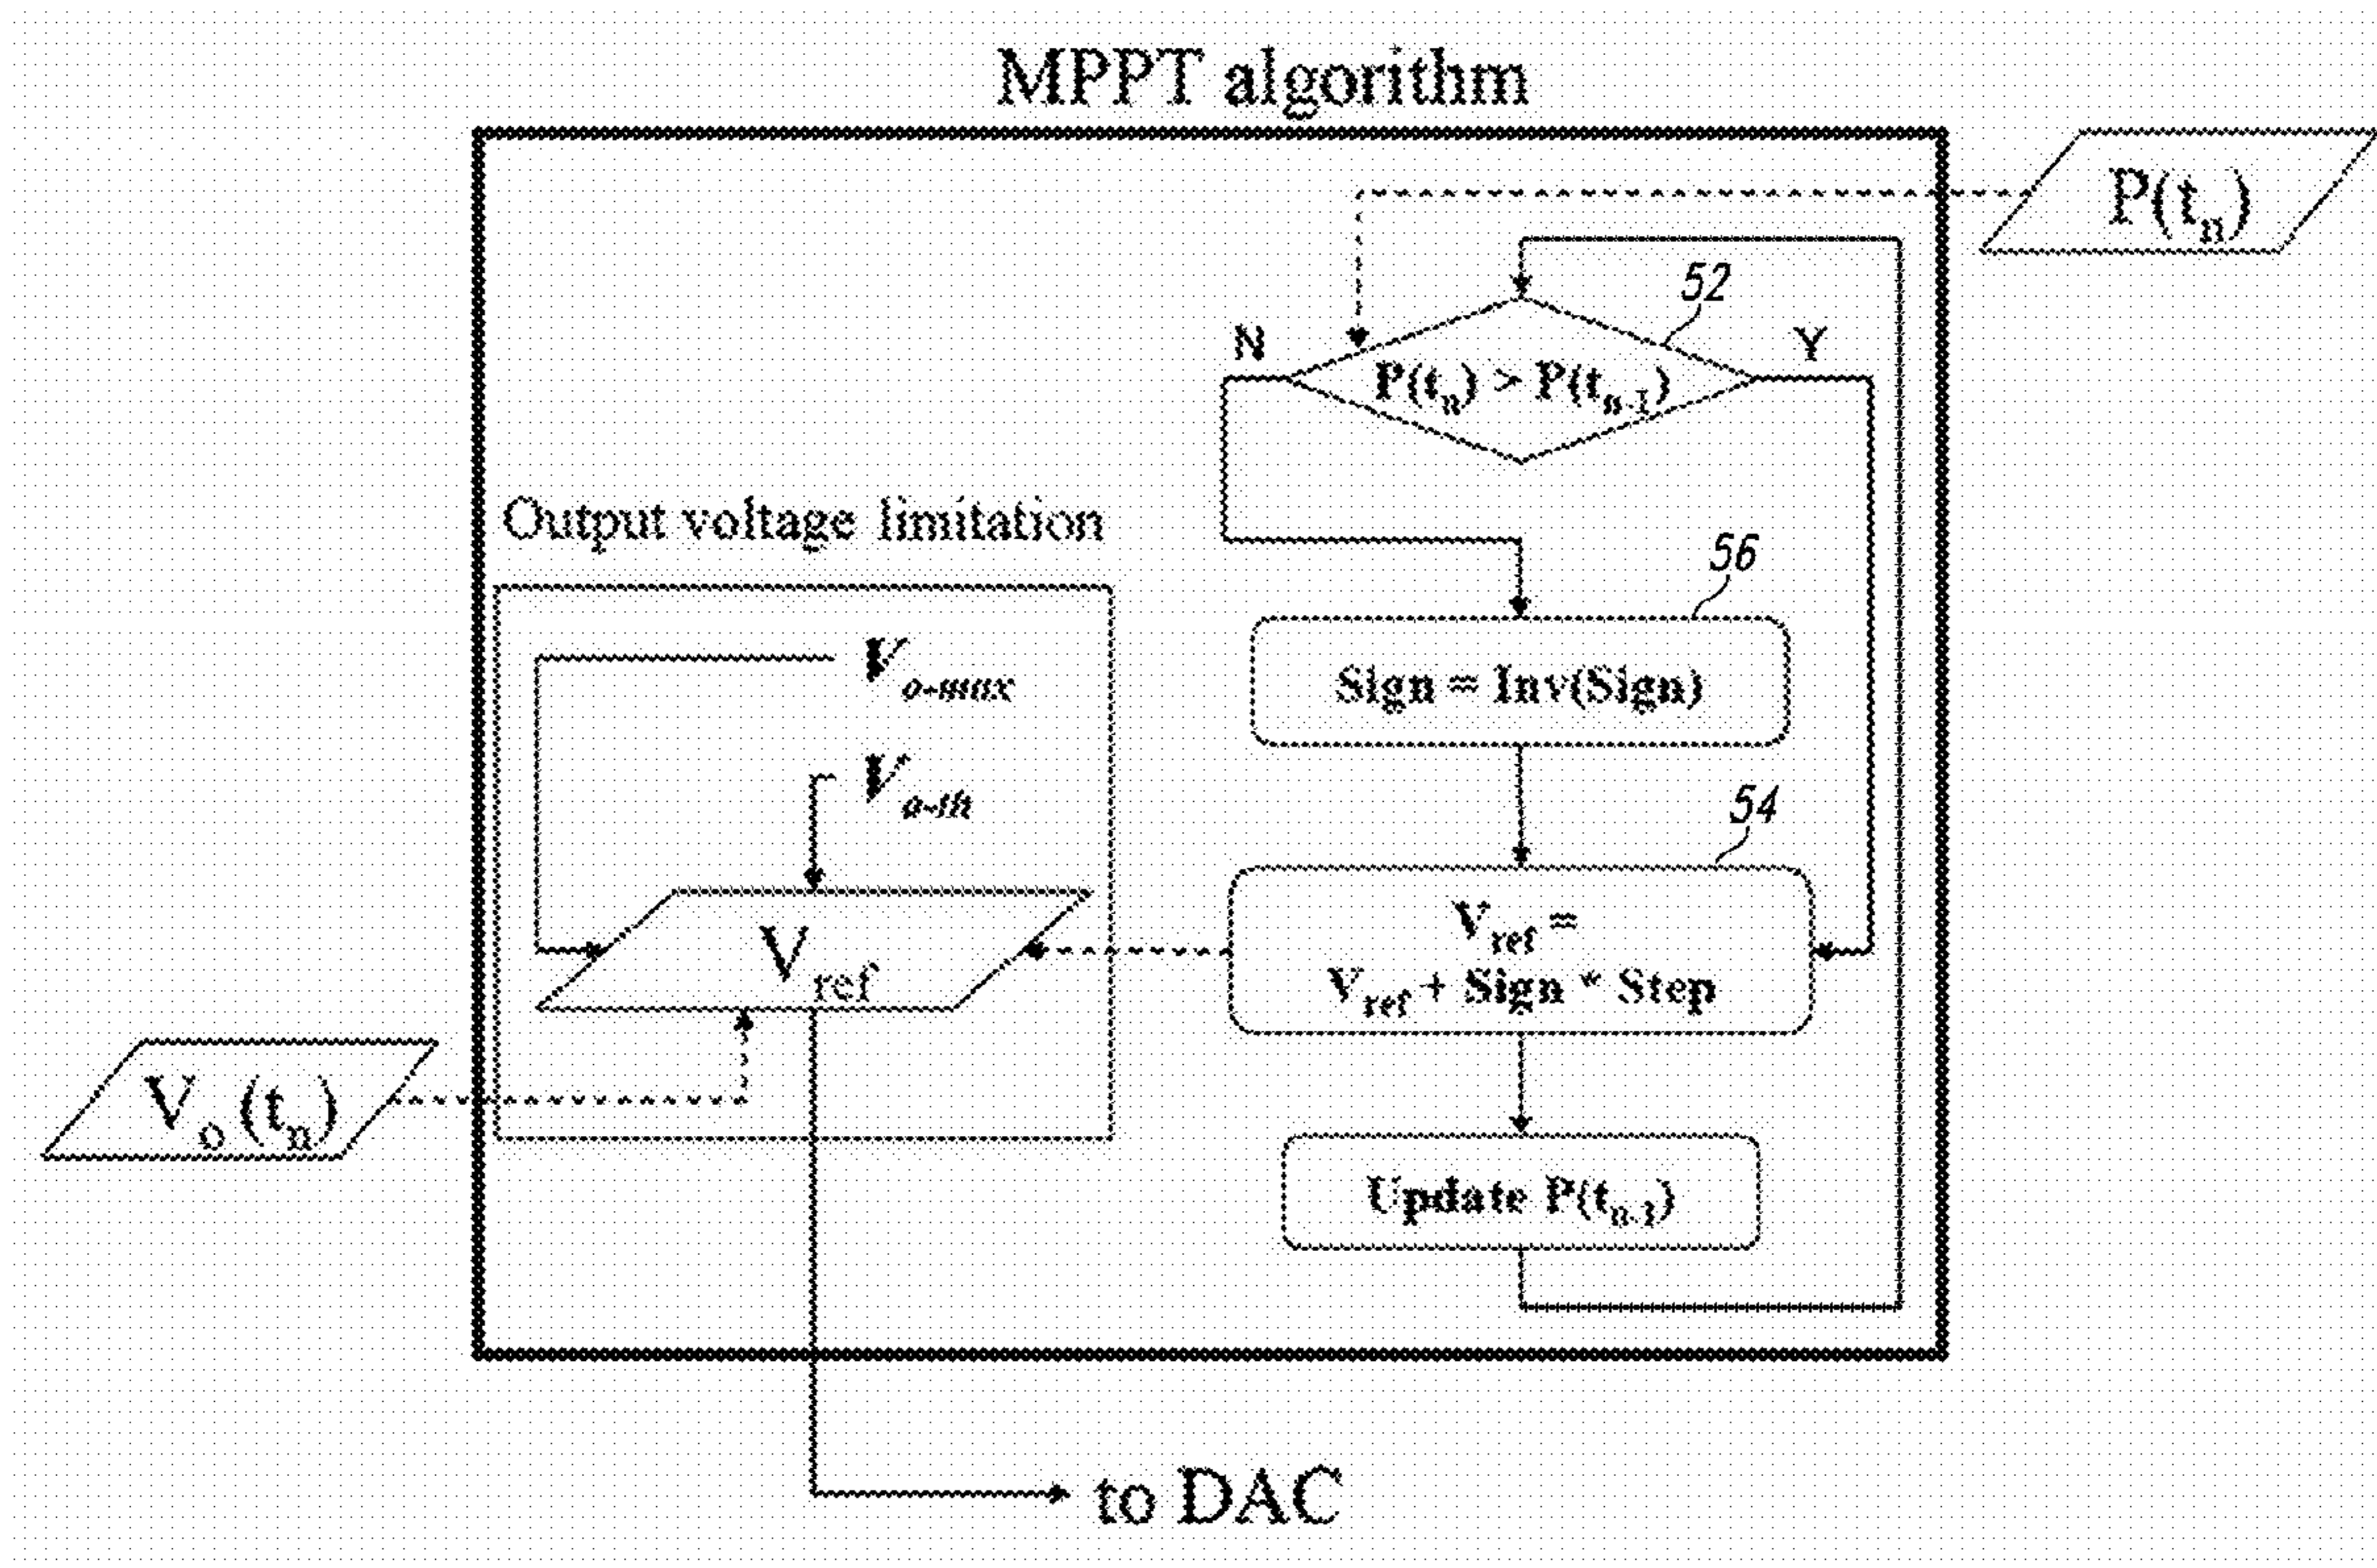 MPPT algorithm
P(tn)
52
N
Y
P(tn) > P(tn-1)
Output voltage limitation
56
Vo-max
Sign = Inv(Sign)
Vo-th
54
Vref =
Vref + Sign * Step
Vref
Vo (tn)
Update P(tn-1)
to DAC